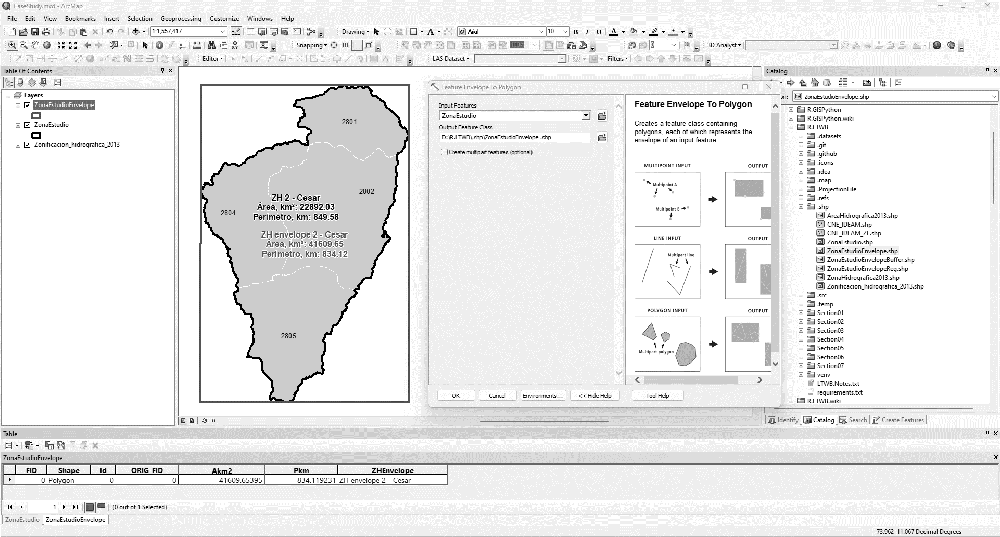 CaseStudy.mxd - ArcMap
File Edit View Bookmarks Insert Selection Geoprocessing Customize Windows Help
1:1,557,417
Drawing
Arial
10
B I U
Snapping
100%
0
3D Analyst
Editor
LAS Dataset
Filters
Table Of Contents
Layers
ZonaEstudioEnvelope
ZonaEstudio
Zonificacion_hidrografica_2013
2801
2802
2804
2805
ZH 2 - Cesar
Área, km²: 22892.03
Perímetro, km: 849.58
ZH envelope 2 - Cesar
Área, km²: 41609.65
Perímetro, km: 834.12
Feature Envelope To Polygon
Input Features
ZonaEstudio
Output Feature Class
D:\R.LTWB\.shp\ZonaEstudioEnvelope .shp
Create multipart features (optional)
OK Cancel Environments... << Hide Help Tool Help
Feature Envelope To Polygon
Creates a feature class containing
polygons, each of which represents the
envelope of an input feature.
MULTIPOINT INPUT OUTPUT
Multipoint A
Multipoint B
LINE INPUT OUTPUT
Multipart line
POLYGON INPUT OUTPUT
Multipart polygon
Catalog
on: ZonaEstudioEnvelope.shp
R.GISPython
R.GISPython.wiki
R.LTWB
.datasets
.git
.github
.icons
.idea
.map
.ProjectionFile
.refs
.shp
AreaHidrografica2013.shp
CNE_IDEAM.shp
CNE_IDEAM_ZE.shp
ZonaEstudio.shp
ZonaEstudioEnvelope.shp
ZonaEstudioEnvelopeBuffer.shp
ZonaEstudioEnvelopeReg.shp
ZonaHidrografica2013.shp
Zonificacion_hidrografica_2013.shp
.src
.temp
Section01
Section02
Section03
Section04
Section05
Section06
Section07
venv
LTWB.Notes.txt
requirements.txt
R.LTWB.wiki
Identify Catalog Search Create Features
Table
ZonaEstudioEnvelope
FID Shape Id ORIG_FID Akm2 Pkm ZHEnvelope
0 Polygon 0 0 41609.65395 834.119231 ZH envelope 2 - Cesar
1
(0 out of 1 Selected)
ZonaEstudio ZonaEstudioEnvelope
-73.962 11.067 Decimal Degrees